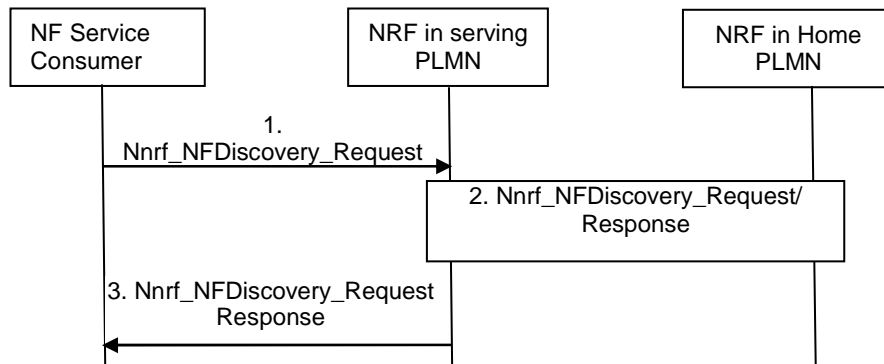 NF Service
Consumer
NRF in serving
PLMN
NRF in Home
PLMN
1.
Nnrf_NFDiscovery_Request
2. Nnrf_NFDiscovery_Request/
Response
3. Nnrf_NFDiscovery_Request
Response